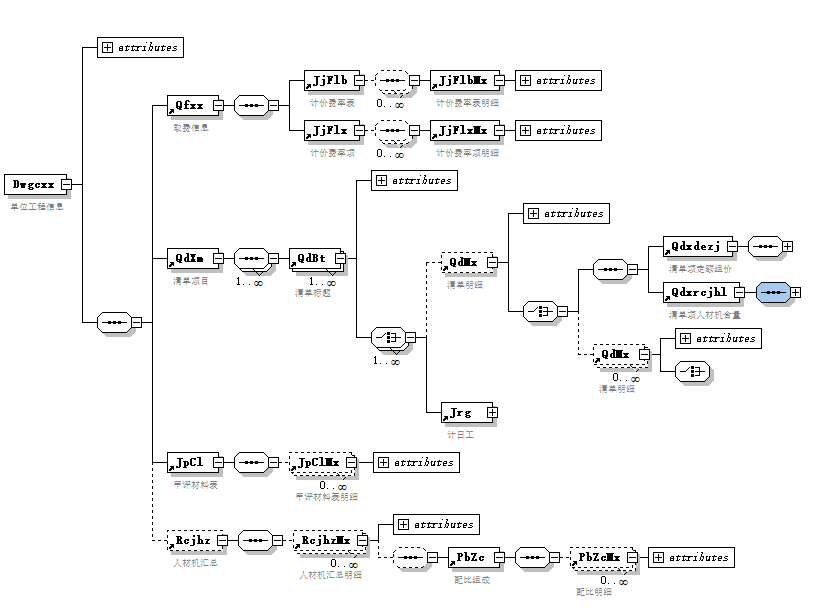 attributes
JjFlb
JjFlbMx
attributes
0..∞
计价费率表
计价费率表明细
Qfxx
取费信息
JjFlx
JjFlxMx
attributes
0..∞
计价费率项
计价费率项明细
Dwgcxx
单位工程信息
attributes
attributes
QdXm
清单项目
1..∞
QdBt
1..∞
清单标题
QdMx
清单明细
Qdxdezj
清单项定额组价
Qdxrcjhl
清单项人材机含量
1..∞
QdMx
0..∞
清单明细
attributes
Jrg
计日工
JpCl
甲评材料表
JpClMx
0..∞
甲评材料表明细
attributes
Rcjhz
人材机汇总
RcjhzMx
0..∞
人材机汇总明细
attributes
PbZc
配比组成
PbZcMx
0..∞
配比明细
attributes